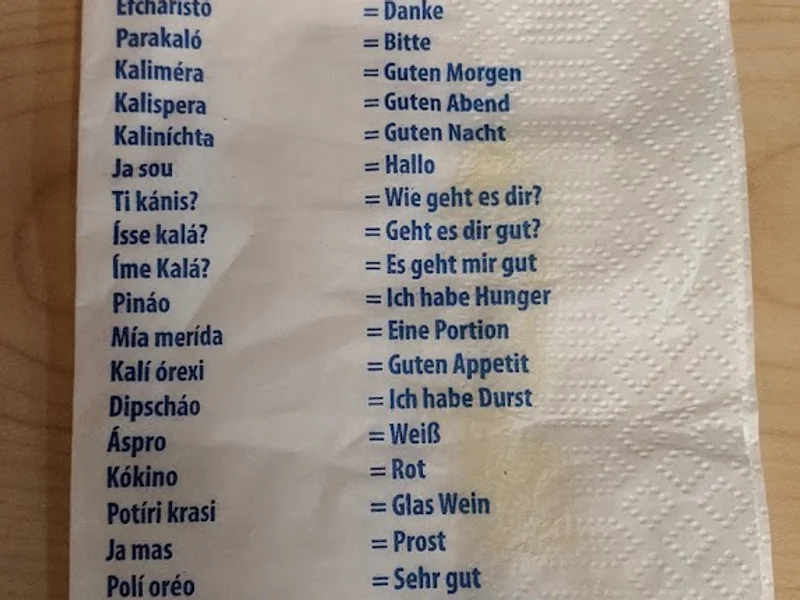 Efcharistó = Danke
Parakaló = Bitte
Kaliméra = Guten Morgen
Kalispera = Guten Abend
Kaliníchta = Guten Nacht
Ja sou = Hallo
Ti kánis? = Wie geht es dir?
Ísse kalá? = Geht es dir gut?
Íme Kalá? = Es geht mir gut
Pináo = Ich habe Hunger
Mía merída = Eine Portion
Kalí órexi = Guten Appetit
Dipscháo = Ich habe Durst
Áspro = Weiß
Kókino = Rot
Potíri krasi = Glas Wein
Ja mas = Prost
Polí oréo = Sehr gut